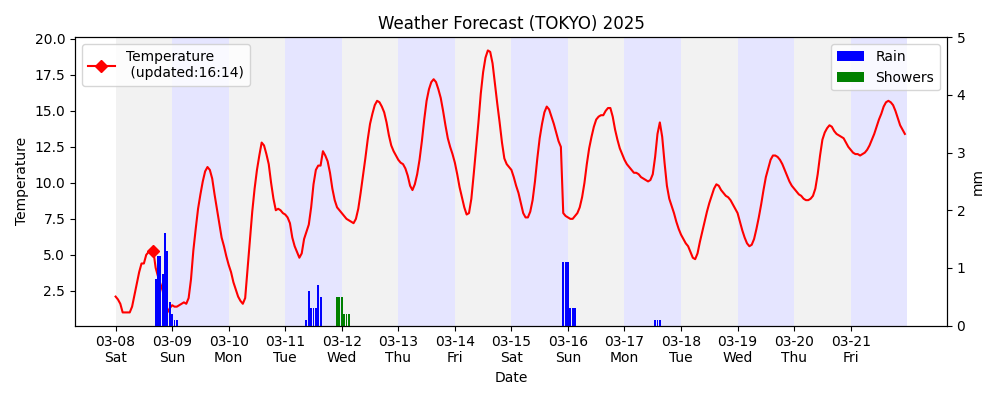 Weather Forecast (TOKYO) 2025
Temperature
(updated:16:14)
Rain
Showers
Temperature
20.0
17.5
15.0
12.5
10.0
7.5
5.0
2.5
5
4
3
2
1
0
mm
03-08 03-09 03-10 03-11 03-12 03-13 03-14 03-15 03-16 03-17 03-18 03-19 03-20 03-21
Sat Sun Mon Tue Wed Thu Fri Sat Sun Mon Tue Wed Thu Fri
Date